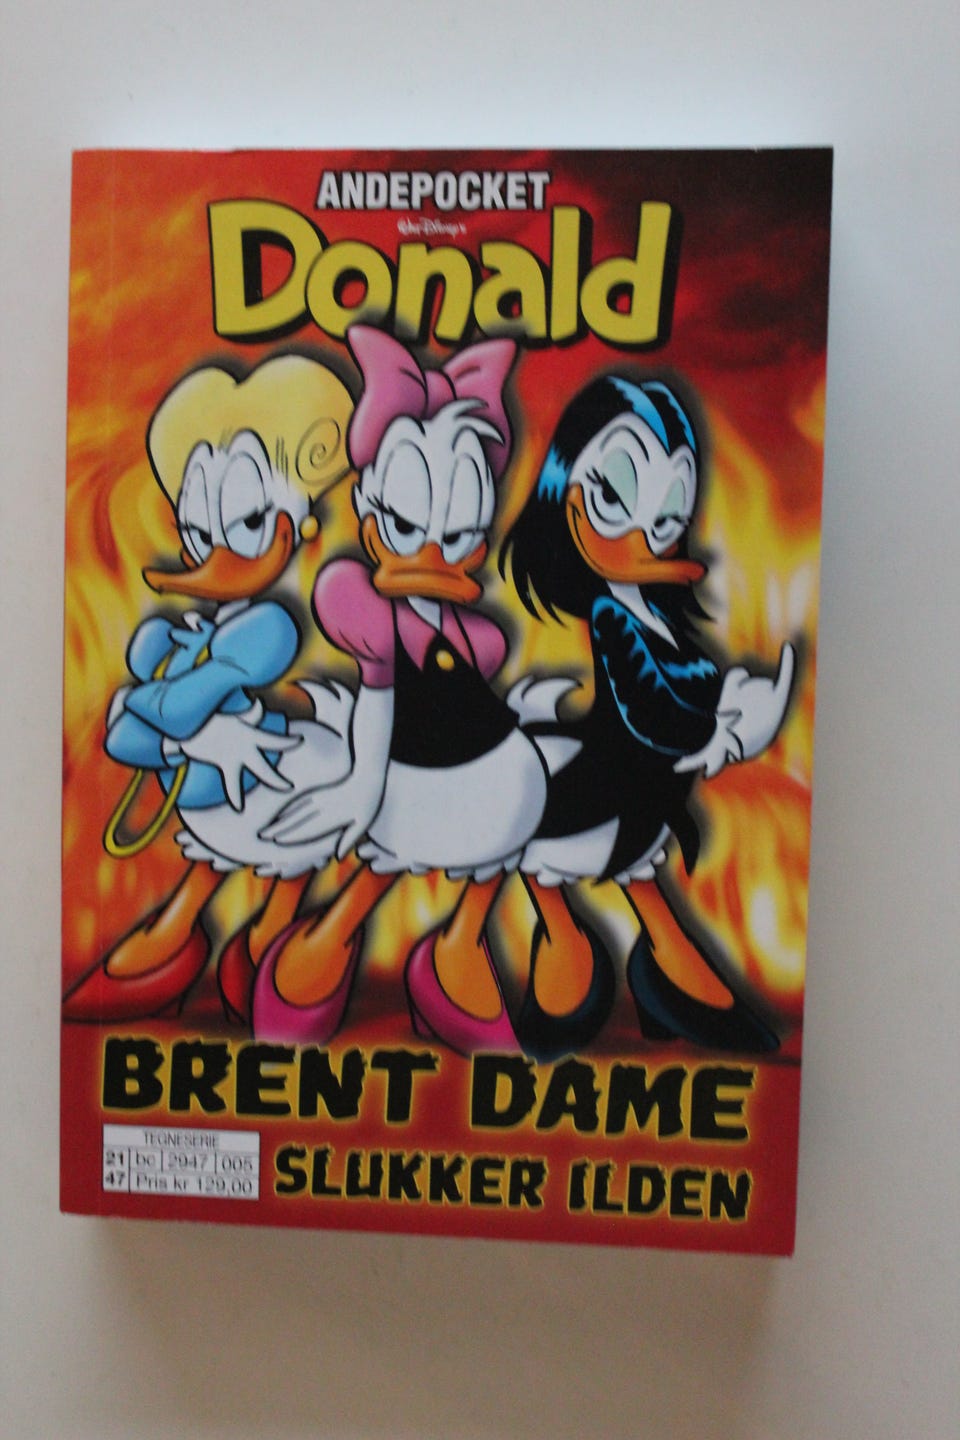 ANDEPOCKET
Walt Disney's
Donald
BRENT DAME
SLUKKER ILDEN
TEGNESERIE
21 bc 2947 005
47 Pris kr 129,00